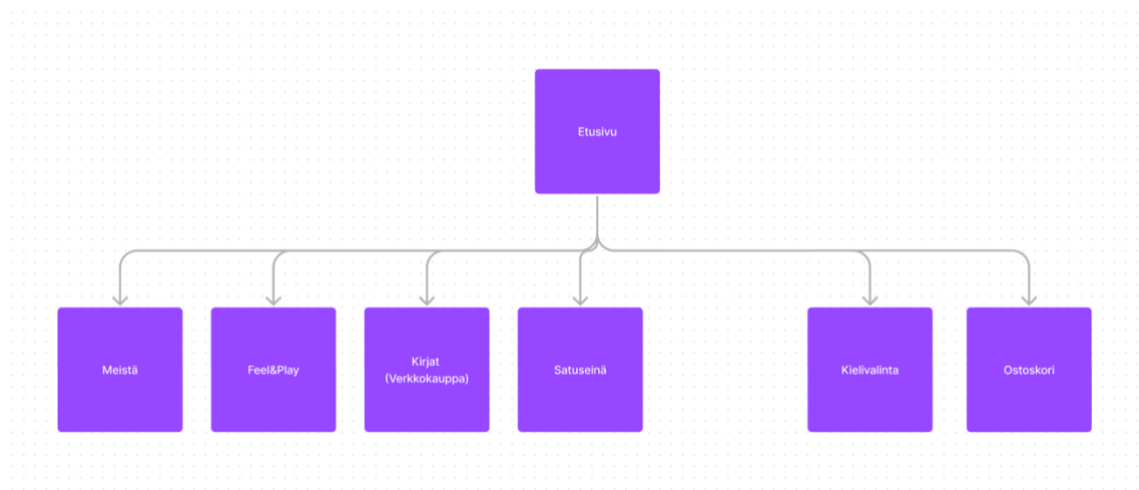 Etusivu
Meistä
Feel&Play
Kirjat
(Verkkokauppa)
Satuseinä
Kielivalinta
Ostoskori